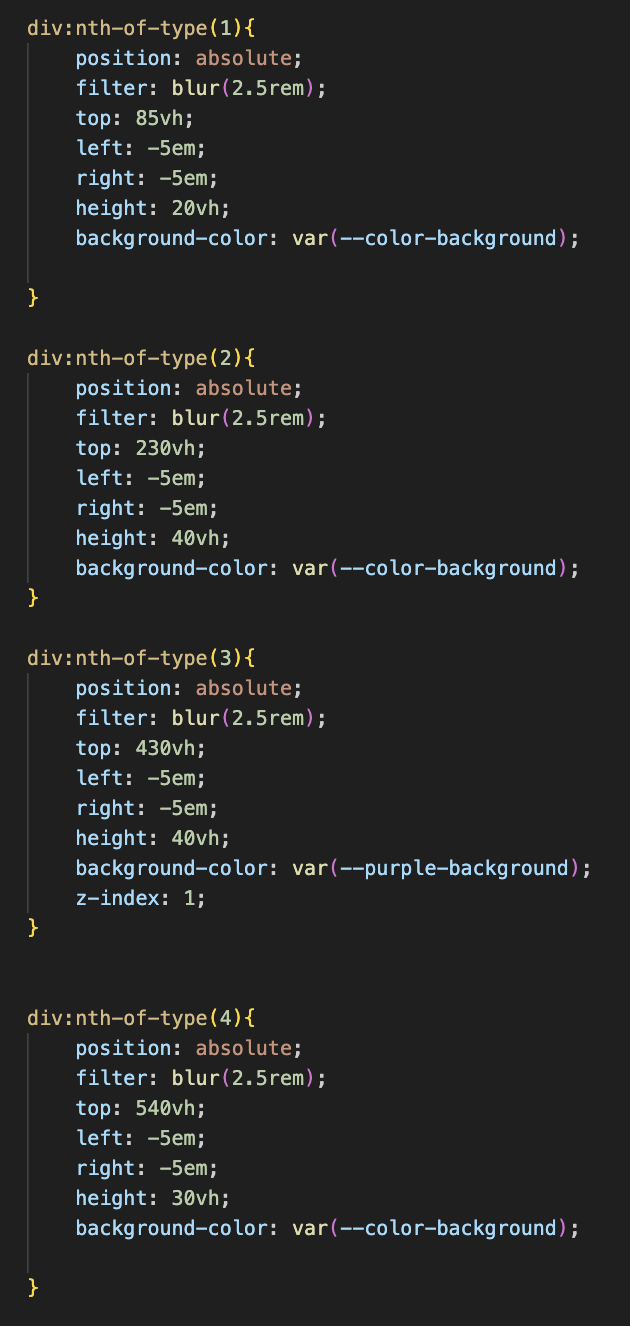 div:nth-of-type(1){
    position: absolute;
    filter: blur(2.5rem);
    top: 85vh;
    left: -5em;
    right: -5em;
    height: 20vh;
    background-color: var(--color-background);

}

div:nth-of-type(2){
    position: absolute;
    filter: blur(2.5rem);
    top: 230vh;
    left: -5em;
    right: -5em;
    height: 40vh;
    background-color: var(--color-background);
}

div:nth-of-type(3){
    position: absolute;
    filter: blur(2.5rem);
    top: 430vh;
    left: -5em;
    right: -5em;
    height: 40vh;
    background-color: var(--purple-background);
    z-index: 1;
}


div:nth-of-type(4){
    position: absolute;
    filter: blur(2.5rem);
    top: 540vh;
    left: -5em;
    right: -5em;
    height: 30vh;
    background-color: var(--color-background);

}